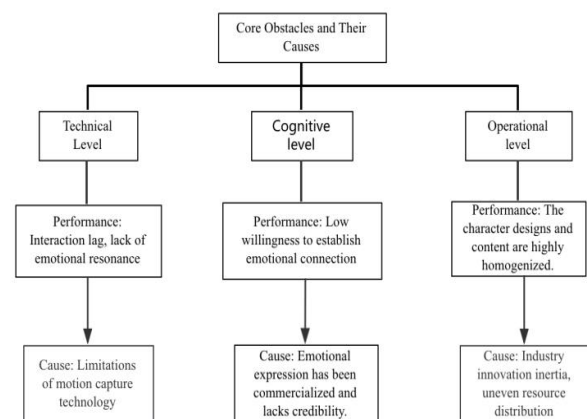 Core Obstacles and Their
Causes
Technical
Level
Cognitive
level
Operational
level
Performance:
Interaction lag, lack of
emotional resonance
Performance: Low
willingness to establish
emotional connection
Performance: The
character designs and
content are highly
homogenized.
Cause: Limitations
of motion capture
technology
Cause: Emotional
expression has been
commercialized and
lacks credibility.
Cause: Industry
innovation inertia,
uneven resource
distribution